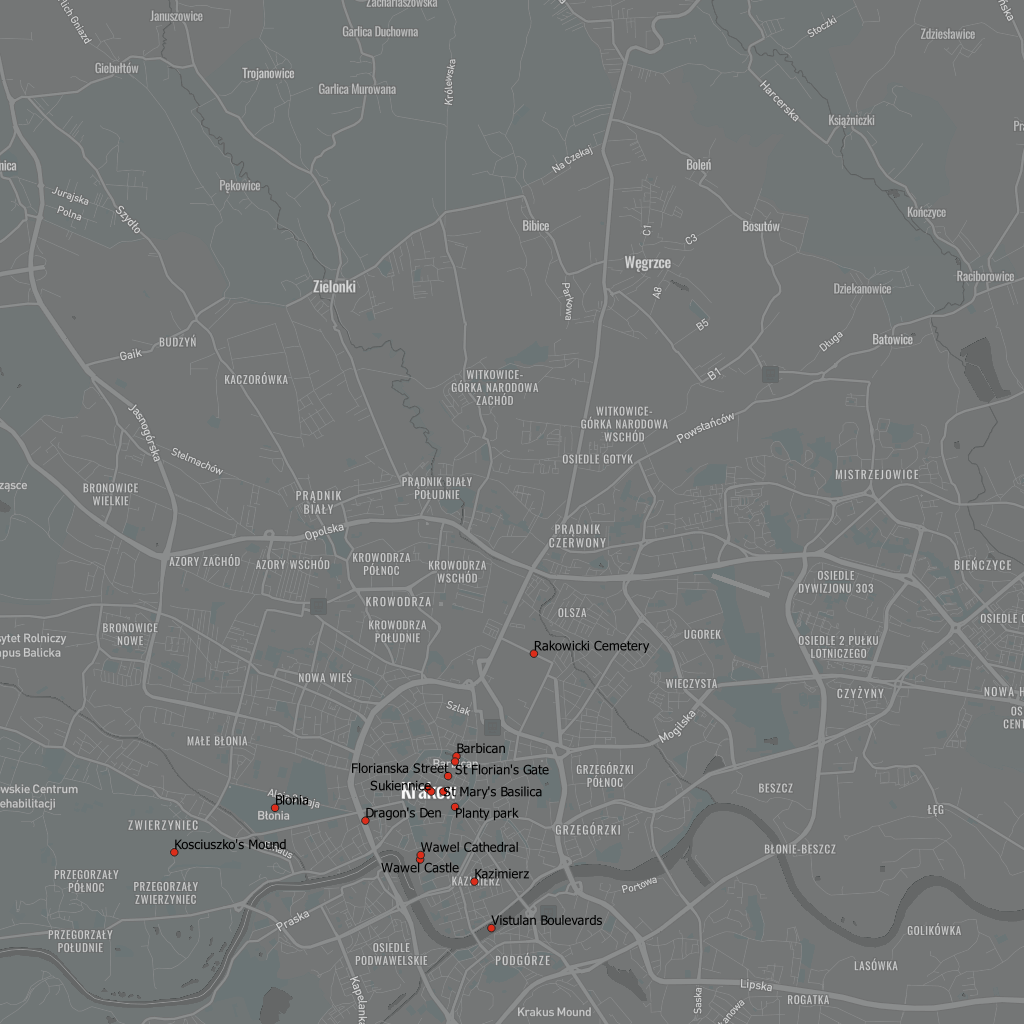 Zachariaszowska
Januszowice
Garlica Duchowna
Stoczki
Zdziesławice
Giebułtów
Trojanowice
Garlica Murowana
Królewska
Harcerska
Książniczki
Na Czekaj
Boleń
Jurajska
Polna
Szydło
Pękowice
Kończyce
Bibice
C1
C3
Bosutów
Węgrzce
Raciborowice
Zielonki
Parkowa
A8
Dziekanowice
B5
Długa
Batowice
BUDZYŃ
Gaik
KACZORÓWKA
WITKOWICE-
GÓRKA NARODOWA
ZACHÓD
B1
Jasnogórska
WITKOWICE-
GÓRKA NARODOWA
WSCHÓD
Powstańców
Stelmachów
OSIEDLE GOTYK
MISTRZEJOWICE
BRONOWICE
WIELKIE
PRĄDNIK
BIAŁY
PRĄDNIK BIAŁY
POŁUDNIE
Opolska
PRĄDNIK
CZERWONY
AZORY ZACHÓD
AZORY WSCHÓD
KROWODRZA
PÓŁNOC
KROWODRZA
WSCHÓD
BIEŃCZYCE
OSIEDLE
DYWIZJONU 303
KROWODRZA
OLSZA
KROWODRZA
POŁUDNIE
BRONOWICE
NOWE
UGOREK
OSIEDLE 2 PUŁKU
LOTNICZEGO
Rakowicki Cemetery
NOWA WIEŚ
WIECZYSTA
CZYŻYNY
Szlak
Mogilska
MAŁE BŁONIA
Barbican
Florianska Street
St Florian's Gate
GRZEGÓRZKI
PÓŁNOC
Sukiennice
Kraków
St Mary's Basilica
BESZCZ
Błonia
Błonia
Dragon's Den
Planty park
ŁĘG
ZWIERZYNIEC
GRZEGÓRZKI
Kosciuszko's Mound
Wawel Cathedral
Wawel Castle
BŁONIE-BESZCZ
KAZIMIERZ
Kazimierz
PRZEGORZAŁY
PÓŁNOC
PRZEGORZAŁY
ZWIERZYNIEC
Portowa
Praska
Vistulan Boulevards
PRZEGORZAŁY
POŁUDNIE
GOLIKÓWKA
OSIEDLE
PODWAWELSKIE
PODGÓRZE
LASÓWKA
Kapelanka
Lipska
Saska
ROGATKA
Krakus Mound